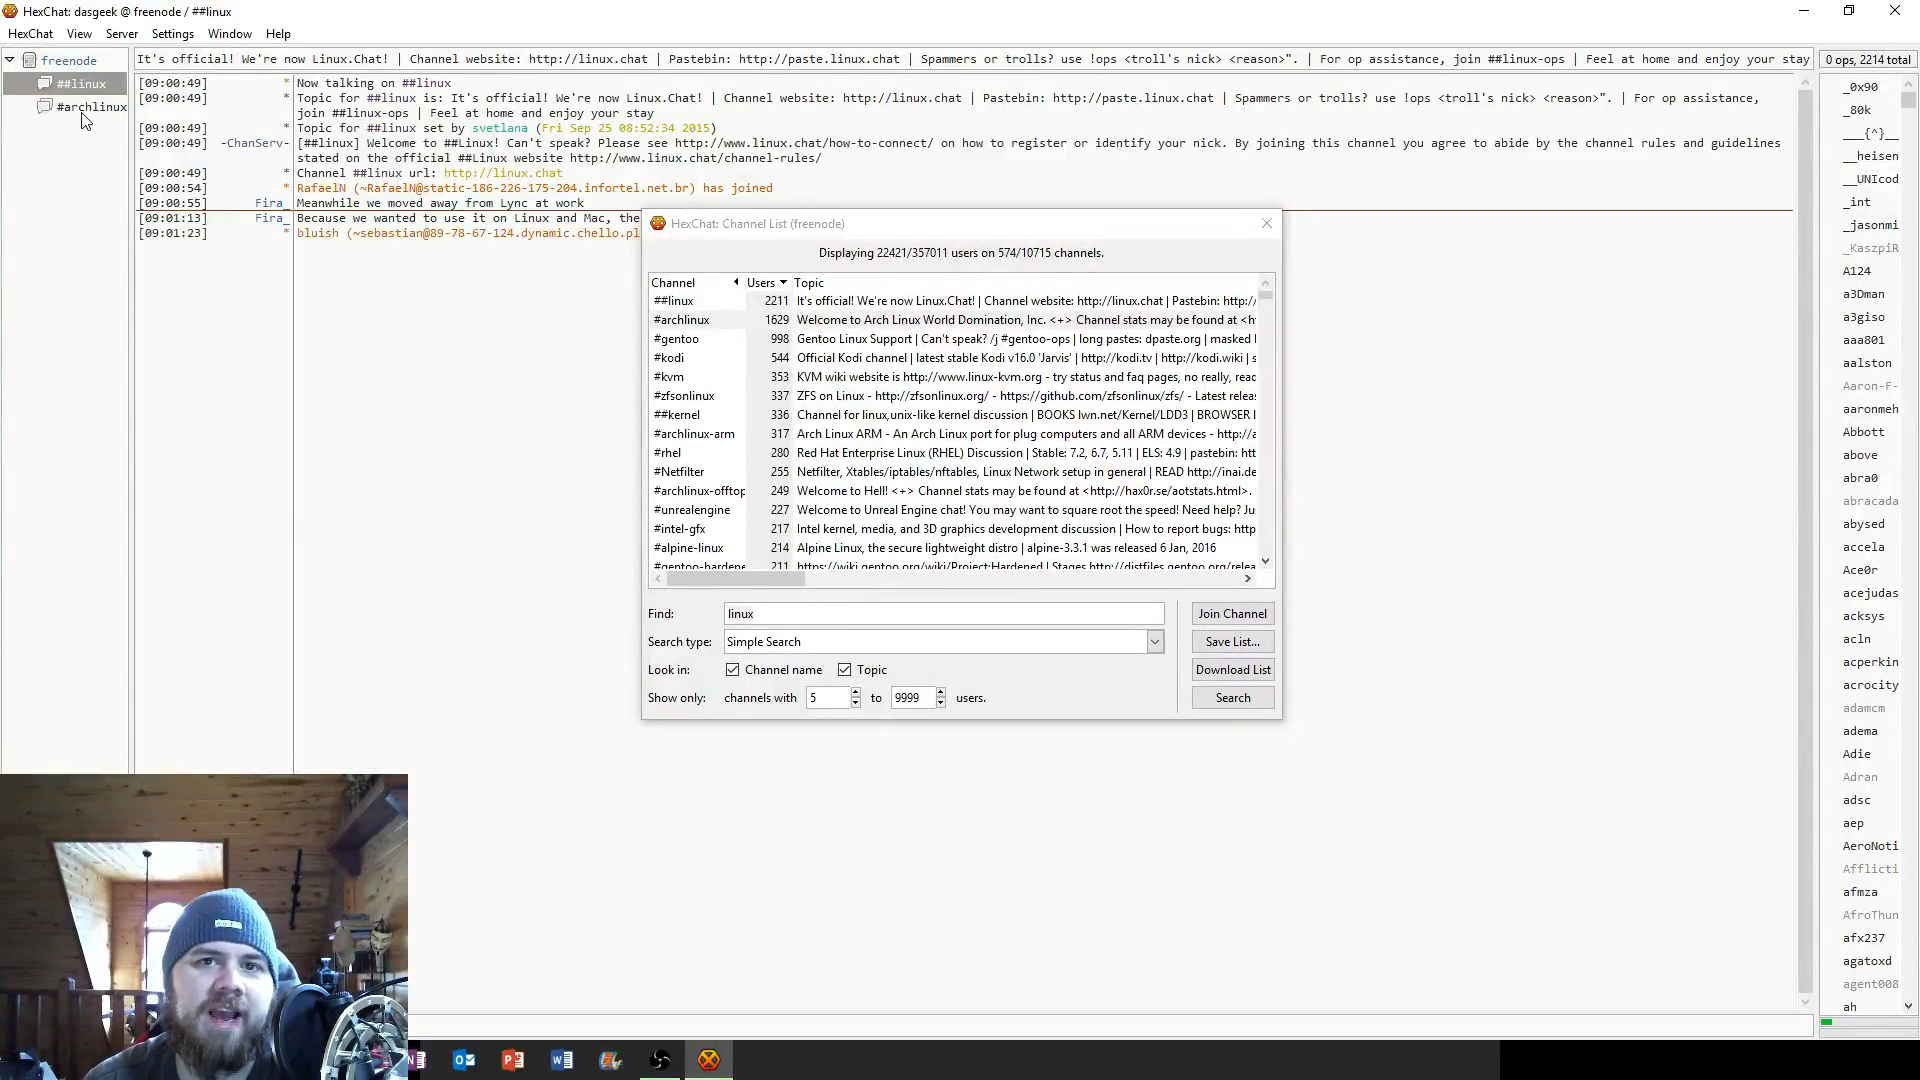 HexChat: dasgeek @ freenode / ##linux
HexChat View Server Settings Window Help
freenode
##linux
#archlinux
It's official! We're now Linux.Chat! | Channel website: http://linux.chat | Pastebin: http://paste.linux.chat | Spammers or trolls? use !ops <troll's nick> <reason>". | For op assistance, join ##linux-ops | Feel at home and enjoy your stay
0 ops, 2214 total
[09:00:49] * Now talking on ##linux
[09:00:49] * Topic for ##linux is: It's official! We're now Linux.Chat! | Channel website: http://linux.chat | Pastebin: http://paste.linux.chat | Spammers or trolls? use !ops <troll's nick> <reason>". | For op assistance,
join ##linux-ops | Feel at home and enjoy your stay
[09:00:49] * Topic for ##linux set by svetlana (Fri Sep 25 08:52:34 2015)
[09:00:49] -ChanServ- [##linux] Welcome to ##Linux! Can't speak? Please see http://www.linux.chat/how-to-connect/ on how to register or identify your nick. By joining this channel you agree to abide by the channel rules and guidelines
stated on the official ##Linux website http://www.linux.chat/channel-rules/
[09:00:49] * Channel ##linux url: http://linux.chat
[09:00:54] * RafaelN (~RafaelN@static-186-226-175-204.infortel.net.br) has joined
[09:00:55] Fira_ Meanwhile we moved away from Lync at work
[09:01:13] Fira_ Because we wanted to use it on Linux and Mac, the
[09:01:23] * bluish (~sebastian@89-78-67-124.dynamic.chello.pl
HexChat: Channel List (freenode)
Displaying 22421/357011 users on 574/10715 channels.
Channel Users Topic
##linux 2211 It's official! We're now Linux.Chat! | Channel website: http://linux.chat | Pastebin: http:/
#archlinux 1629 Welcome to Arch Linux World Domination, Inc. <+> Channel stats may be found at <h
#gentoo 998 Gentoo Linux Support | Can't speak? /j #gentoo-ops | long pastes: dpaste.org | masked
#kodi 544 Official Kodi channel | latest stable Kodi v16.0 'Jarvis' | http://kodi.tv | http://kodi.wiki | s
#kvm 353 KVM wiki website is http://www.linux-kvm.org - try status and faq pages, no really, reac
#zfsonlinux 337 ZFS on Linux - http://zfsonlinux.org/ - https://github.com/zfsonlinux/zfs/ - Latest relea
##kernel 336 Channel for linux,unix-like kernel discussion | BOOKS lwn.net/Kernel/LDD3 | BROWSER
#archlinux-arm 317 Arch Linux ARM - An Arch Linux port for plug computers and all ARM devices - http://a
#rhel 280 Red Hat Enterprise Linux (RHEL) Discussion | Stable: 7.2, 6.7, 5.11 | ELS: 4.9 | pastebin: htt
#Netfilter 255 Netfilter, Xtables/iptables/nftables, Linux Network setup in general | READ http://inai.de
#archlinux-offtop 249 Welcome to Hell! <+> Channel stats may be found at <http://hax0r.se/aotstats.html>.
#unrealengine 227 Welcome to Unreal Engine chat! You may want to square root the speed! Need help? Ju
#intel-gfx 217 Intel kernel, media, and 3D graphics development discussion | How to report bugs: http
#alpine-linux 214 Alpine Linux, the secure lightweight distro | alpine-3.3.1 was released 6 Jan, 2016
#gentoo-hardene 211 https://wiki.gentoo.org/wiki/Project:Hardened | Stages http://distfiles.gentoo.org/relea
Find: linux Join Channel
Search type: Simple Search Save List...
Look in: Channel name Topic Download List
Show only: channels with 5 to 9999 users. Search
_0x90
_80k
___{^}___
__heisen
__UNIcod
_int
_jasonmi
_KaszpiR
A124
a3Dman
a3giso
aaa801
aalston
Aaron-F-
aaronmeh
Abbott
above
abra0
abracada
abysed
accela
Ace0r
acejudas
acksys
acln
acperkin
acrocity
adamcm
adema
Adie
Adran
adsc
aep
AeroNoti
Afflicti
afmza
AfroThun
afx237
agatoxd
agent008
ah